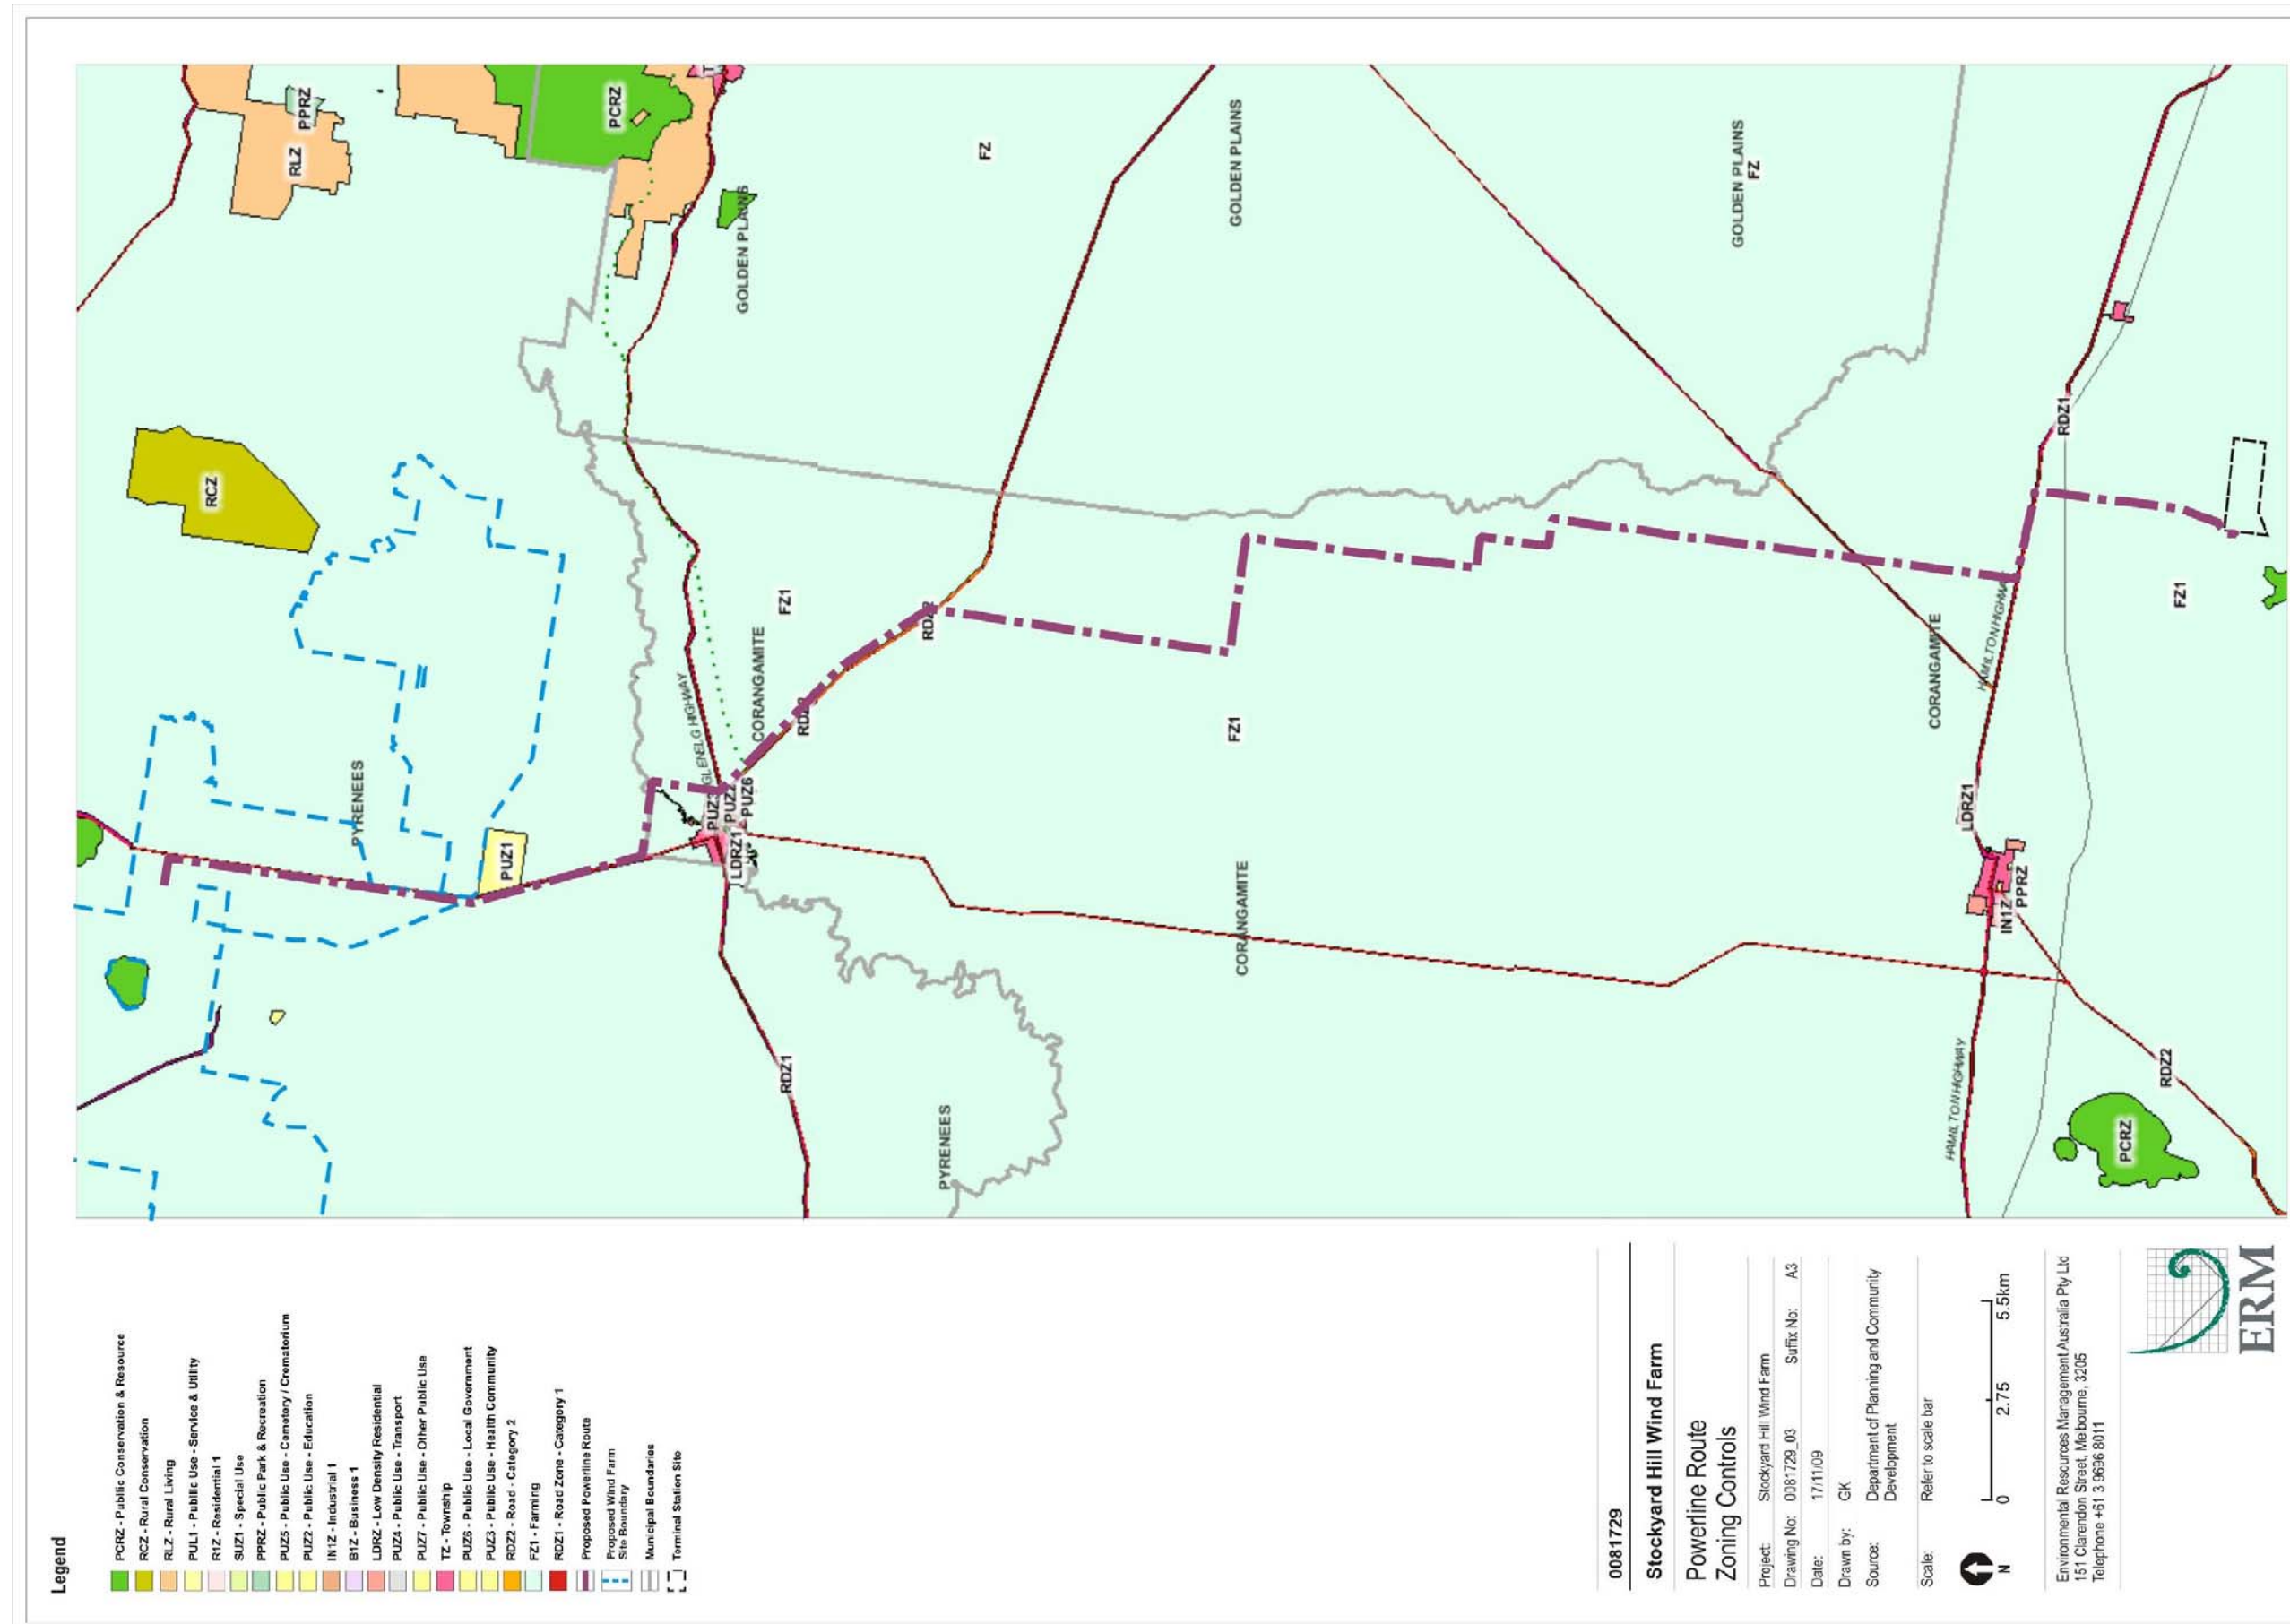 Legend
PCRZ - Public Conservation & Resource
RCZ - Rural Conservation
RLZ - Rural Living
PUL1 - Publilc Use - Service & Utility
R1Z - Residential 1
SUZ1 - Special Use
PPRZ - Public Park & Recreation
PUZ5 - Public Use - Cemetery / Crematorium
PUZ2 - Public Use - Education
IN1Z - Industrial 1
B1Z - Business 1
LDRZ - Low Density Residential
PUZ4 - Public Use - Transport
PUZ7 - Public Use - Other Public Use
TZ - Township
PUZ6 - Public Use - Local Government
PUZ3 - Public Use - Health Community
RDZ2 - Road - Category 2
FZ1 - Farming
RDZ1 - Road Zone - Category 1
Proposed Powerline Route
Proposed Wind Farm
Site Boundary
Municipal Boundaries
Terminal Station Site
RLZ
PPRZ
PCRZ
T
RCZ
GOLDEN PLAINS
FZ
GOLDEN PLAINS
GOLDEN PLAINS
FZ
PYRENEES
PUZ1
GLENELG HIGHWAY
CORANGAMITE
FZ1
RDZ2
RDZ2
PUZ3
PUZ2
PUZ6
LDRZ1
FZ1
CORANGAMITE
RDZ1
PYRENEES
CORANGAMITE
HAMILTON HIGHWAY
RDZ1
FZ1
LDRZ1
IN1Z
PPRZ
HAMILTON HIGHWAY
RDZ2
PCRZ
0081729
Stockyard Hill Wind Farm
Powerline Route
Zoning Controls
Project: Stockyard Hill Wind Farm
Drawing No: 0081729_03 Suffix No: A3
Date: 17/11/09
Drawn by: GK
Source: Department of Planning and Community
Development
Scale: Refer to scale bar
N
0 2.75 5.5km
Environmental Resources Management Australia Pty Ltd
151 Clarendon Street, Melbourne, 3205
Telephone +61 3 9696 8011
ERM